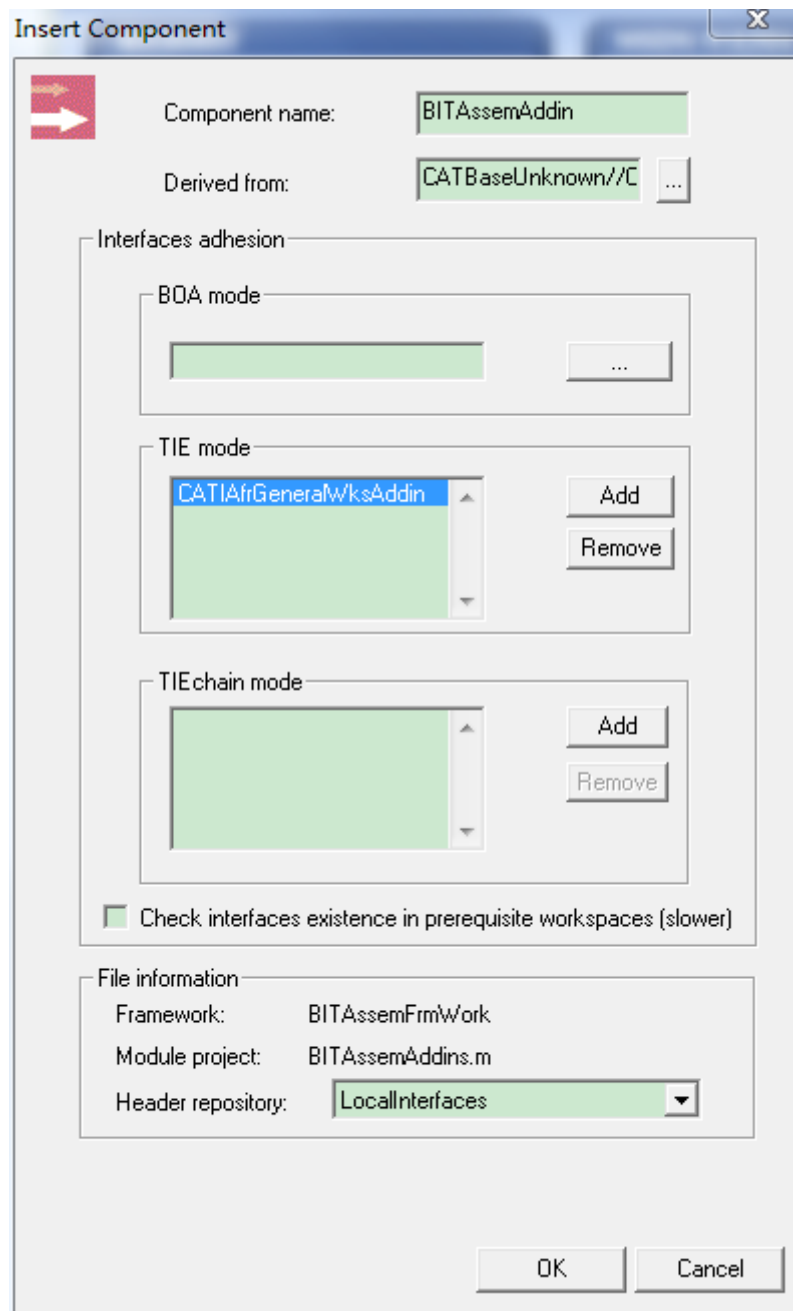 Insert Component
Component name: BITAssemAddin
Derived from: CATBaseUnknown//C ...
Interfaces adhesion
BOA mode
...
TIE mode
CATIAfrGeneralWksAddin
Add
Remove
TIEchain mode
Add
Remove
Check interfaces existence in prerequisite workspaces (slower)
File information
Framework: BITAssemFrmWork
Module project: BITAssemAddins.m
Header repository: LocalInterfaces
OK Cancel